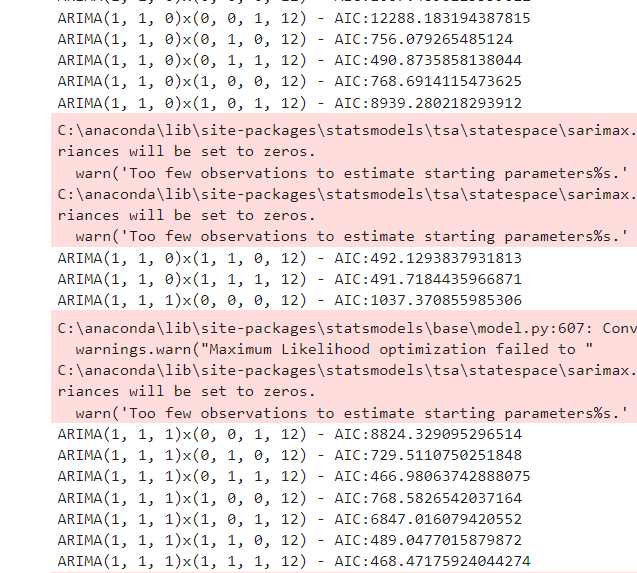 ARIMA(1, 1, 0)x(0, 0, 1, 12) - AIC:12288.183194387815
ARIMA(1, 1, 0)x(0, 1, 0, 12) - AIC:756.079265485124
ARIMA(1, 1, 0)x(0, 1, 1, 12) - AIC:490.8735858138044
ARIMA(1, 1, 0)x(1, 0, 0, 12) - AIC:768.6914115473625
ARIMA(1, 1, 0)x(1, 0, 1, 12) - AIC:8939.280218293912
C:\anaconda\lib\site-packages\statsmodels\tsa\statespace\sarimax.
riances will be set to zeros.
warn('Too few observations to estimate starting parameters%s.'
C:\anaconda\lib\site-packages\statsmodels\tsa\statespace\sarimax.
riances will be set to zeros.
warn('Too few observations to estimate starting parameters%s.'
ARIMA(1, 1, 0)x(1, 1, 0, 12) - AIC:492.1293837931813
ARIMA(1, 1, 0)x(1, 1, 1, 12) - AIC:491.7184435966871
ARIMA(1, 1, 1)x(0, 0, 0, 12) - AIC:1037.370855985306
C:\anaconda\lib\site-packages\statsmodels\base\model.py:607: Conv
warnings.warn("Maximum Likelihood optimization failed to "
C:\anaconda\lib\site-packages\statsmodels\tsa\statespace\sarimax.
riances will be set to zeros.
warn('Too few observations to estimate starting parameters%s.'
ARIMA(1, 1, 1)x(0, 0, 1, 12) - AIC:8824.329095296514
ARIMA(1, 1, 1)x(0, 1, 0, 12) - AIC:729.5110750251848
ARIMA(1, 1, 1)x(0, 1, 1, 12) - AIC:466.98063742888075
ARIMA(1, 1, 1)x(1, 0, 0, 12) - AIC:768.5826542037164
ARIMA(1, 1, 1)x(1, 0, 1, 12) - AIC:6847.016079420552
ARIMA(1, 1, 1)x(1, 1, 0, 12) - AIC:489.0477015879872
ARIMA(1, 1, 1)x(1, 1, 1, 12) - AIC:468.47175924044274